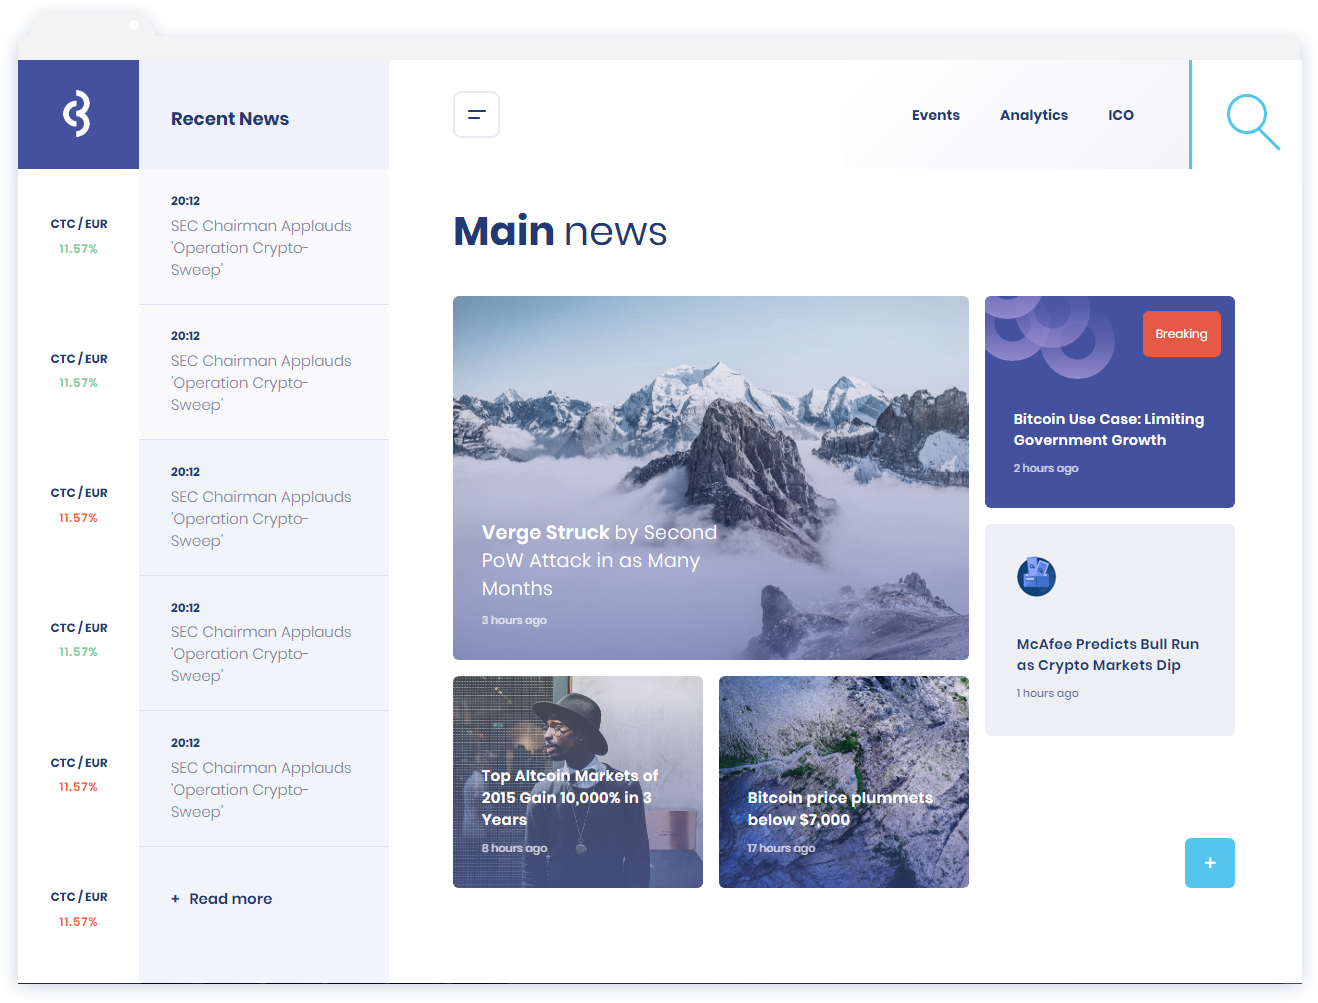 Recent News
Events
Analytics
ICO
CTC / EUR
11.57%
CTC / EUR
11.57%
CTC / EUR
11.57%
CTC / EUR
11.57%
CTC / EUR
11.57%
CTC / EUR
11.57%
20:12
SEC Chairman Applauds
'Operation Crypto-
Sweep'
20:12
SEC Chairman Applauds
'Operation Crypto-
Sweep'
20:12
SEC Chairman Applauds
'Operation Crypto-
Sweep'
20:12
SEC Chairman Applauds
'Operation Crypto-
Sweep'
20:12
SEC Chairman Applauds
'Operation Crypto-
Sweep'
+ Read more
Main news
Verge Struck by Second
PoW Attack in as Many
Months
3 hours ago
Breaking
Bitcoin Use Case: Limiting
Government Growth
2 hours ago
McAfee Predicts Bull Run
as Crypto Markets Dip
1 hours ago
Top Altcoin Markets of
2015 Gain 10,000% in 3
Years
8 hours ago
Bitcoin price plummets
below $7,000
17 hours ago
+